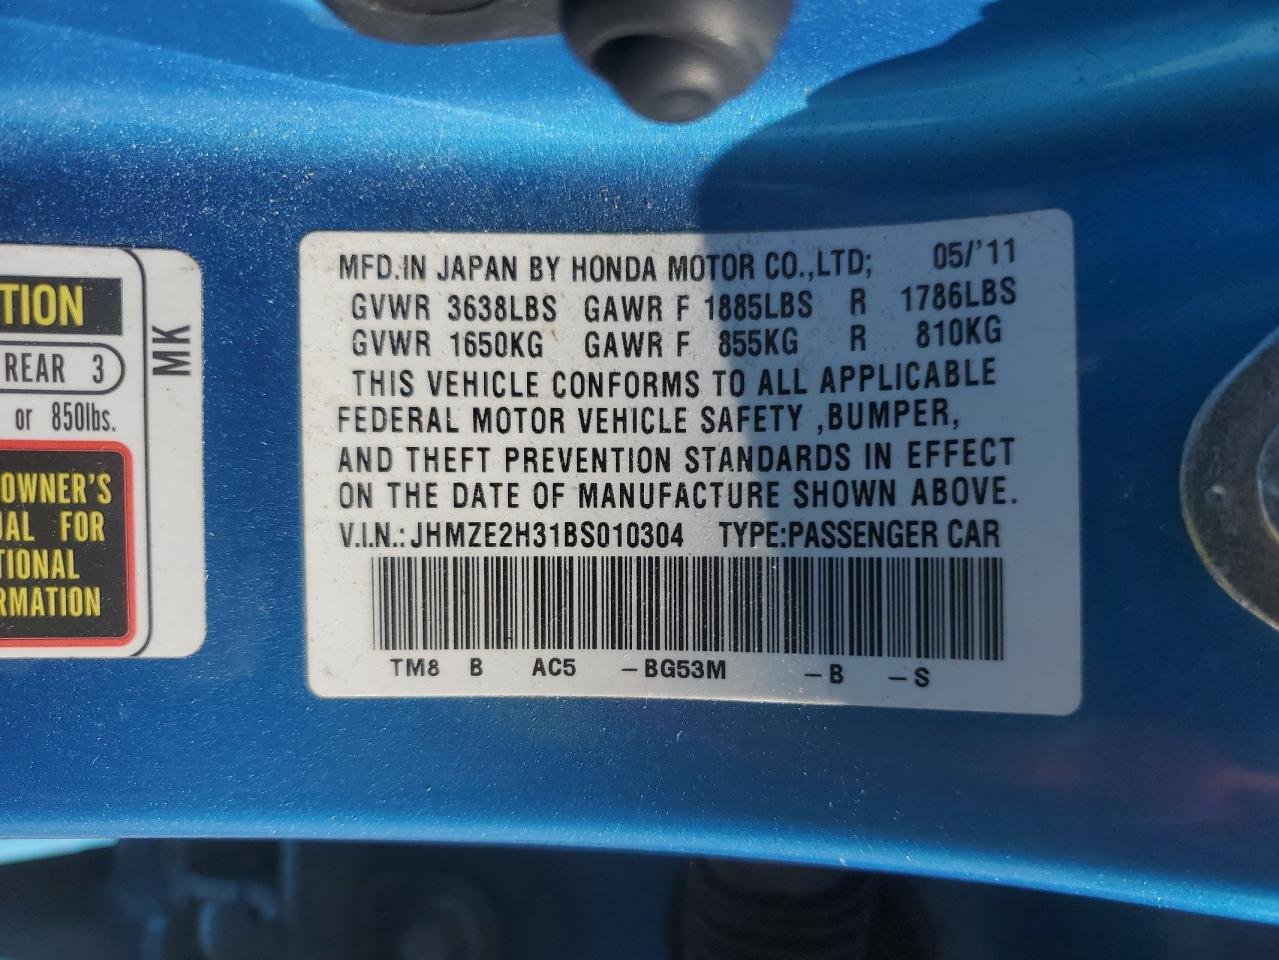 TION
REAR 3
or 850lbs.
OWNER'S
UAL FOR
TIONAL
RMATION
MK
MFD.IN JAPAN BY HONDA MOTOR CO.,LTD; 05/'11
GVWR 3638LBS GAWR F 1885LBS R 1786LBS
GVWR 1650KG GAWR F 855KG R 810KG
THIS VEHICLE CONFORMS TO ALL APPLICABLE
FEDERAL MOTOR VEHICLE SAFETY ,BUMPER,
AND THEFT PREVENTION STANDARDS IN EFFECT
ON THE DATE OF MANUFACTURE SHOWN ABOVE.
V.I.N.: JHMZE2H31BS010304 TYPE:PASSENGER CAR
TM8 B AC5 –BG53M –B –S